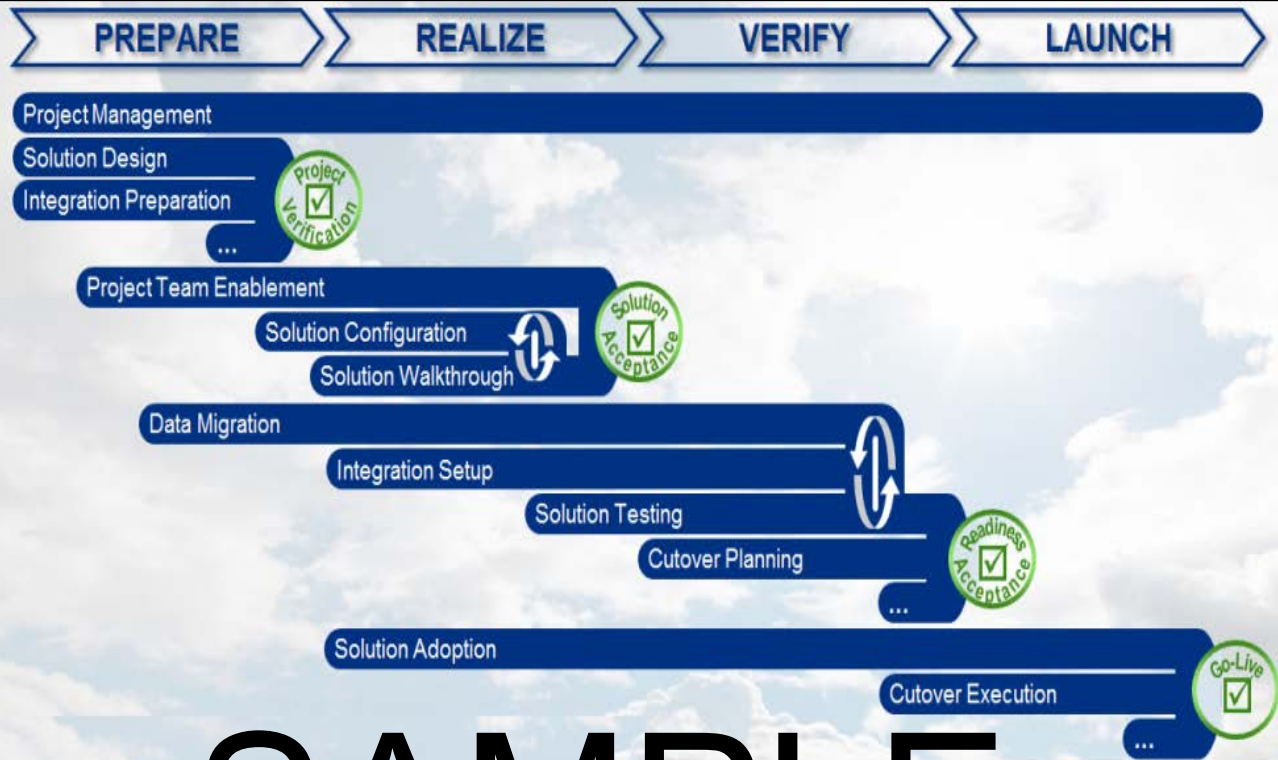 PREPARE REALIZE VERIFY LAUNCH
Project Management
Solution Design
Integration Preparation
Project Verification
...
Project Team Enablement
Solution Configuration
Solution Walkthrough
Solution Acceptance
Data Migration
Integration Setup
Solution Testing
Cutover Planning
Readiness Acceptance
...
Solution Adoption
Cutover Execution
Go-Live
...
SAMPLE